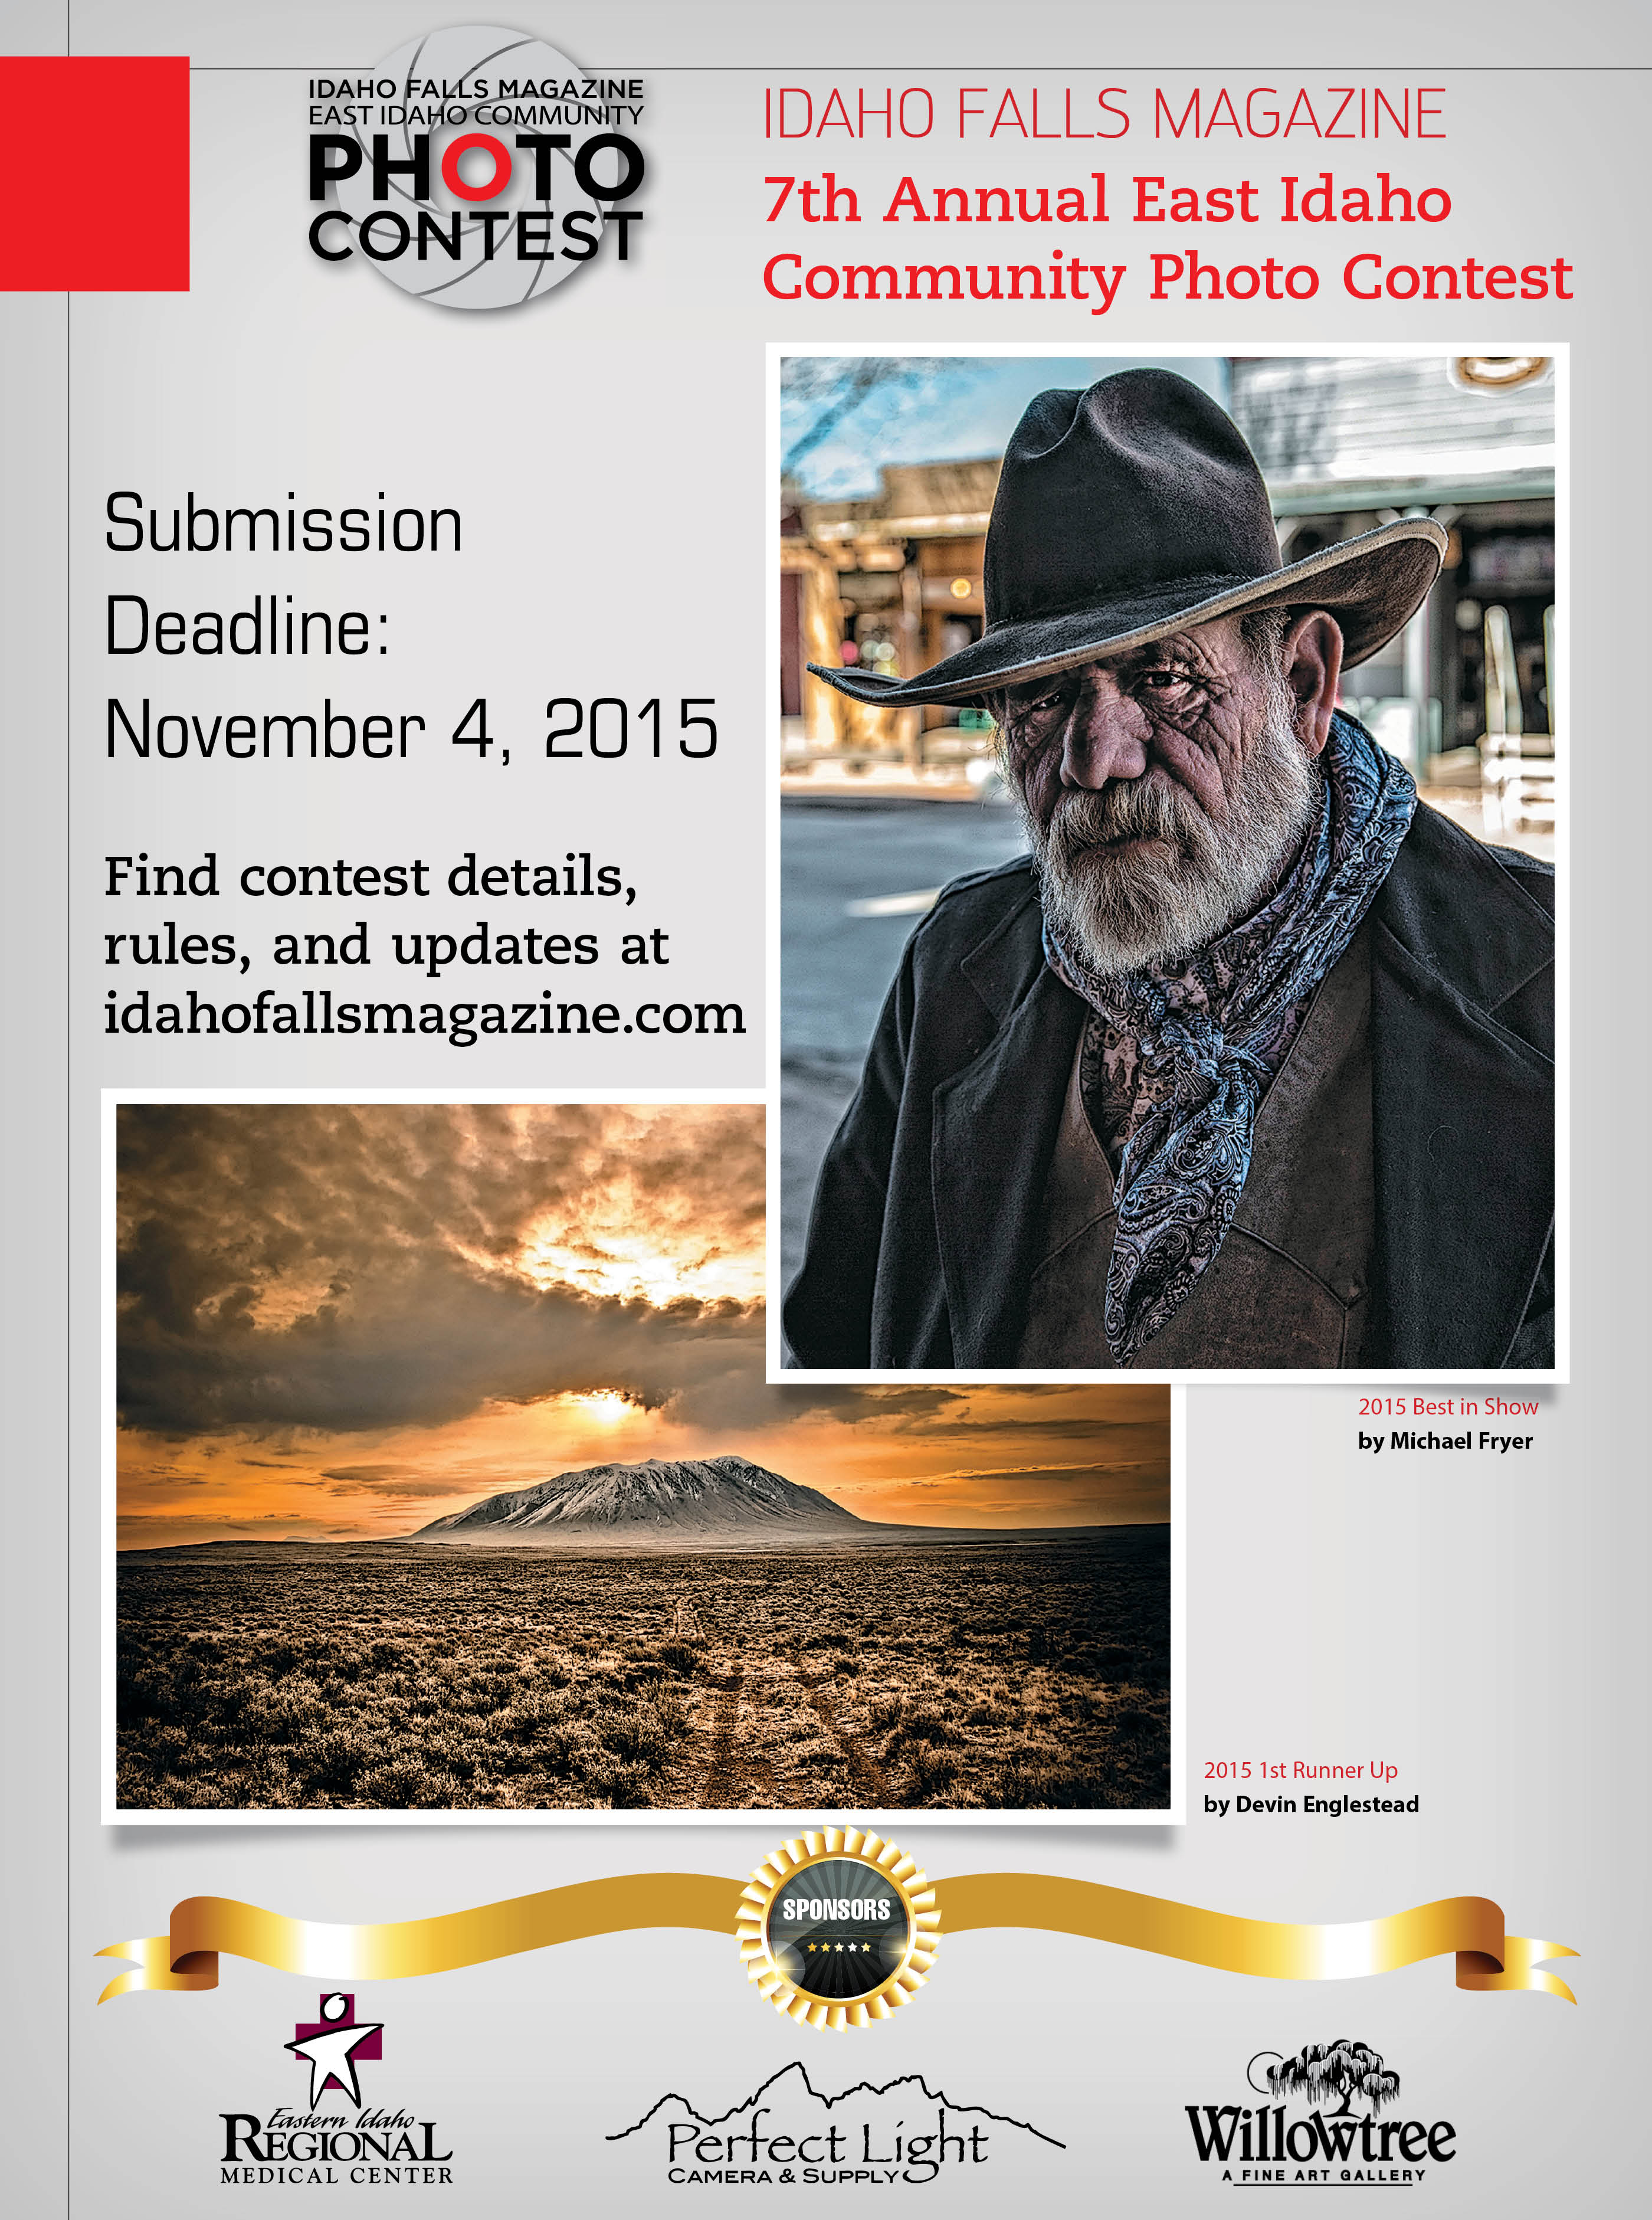 IDAHO FALLS MAGAZINE
EAST IDAHO COMMUNITY
PHOTO
CONTEST
IDAHO FALLS MAGAZINE
7th Annual East Idaho
Community Photo Contest
Submission
Deadline:
November 4, 2015
Find contest details,
rules, and updates at
idahofallsmagazine.com
2015 Best in Show
by Michael Fryer
2015 1st Runner Up
by Devin Englestead
SPONSORS
Eastern Idaho
REGIONAL
MEDICAL CENTER
Perfect Light
CAMERA & SUPPLY
Willowtree
A FINE ART GALLERY